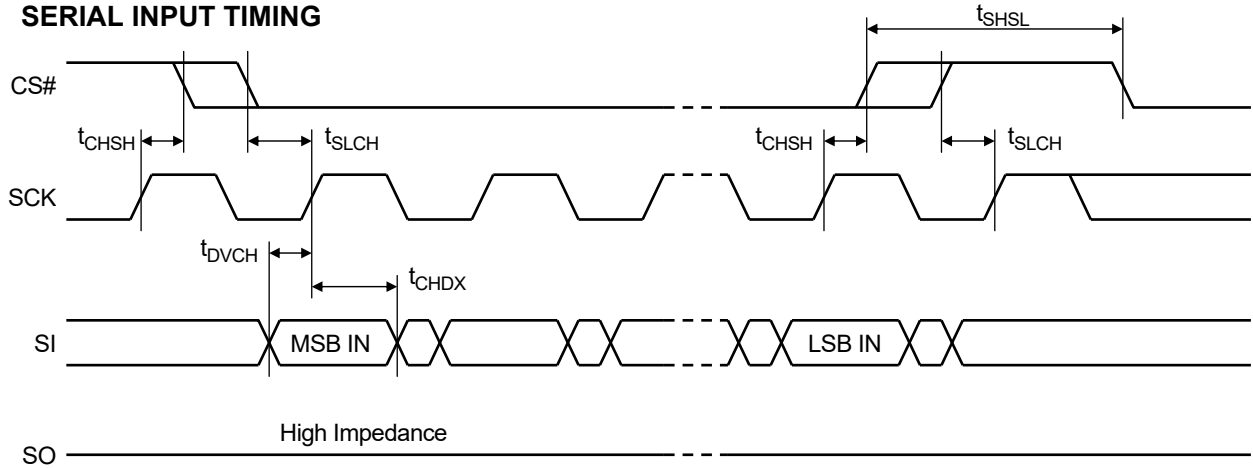 SERIAL INPUT TIMING
tSHSL
CS#
tCHSH
tSLCH
tCHSH
tSLCH
SCK
tDVCH
tCHDX
SI
MSB IN
LSB IN
High Impedance
SO